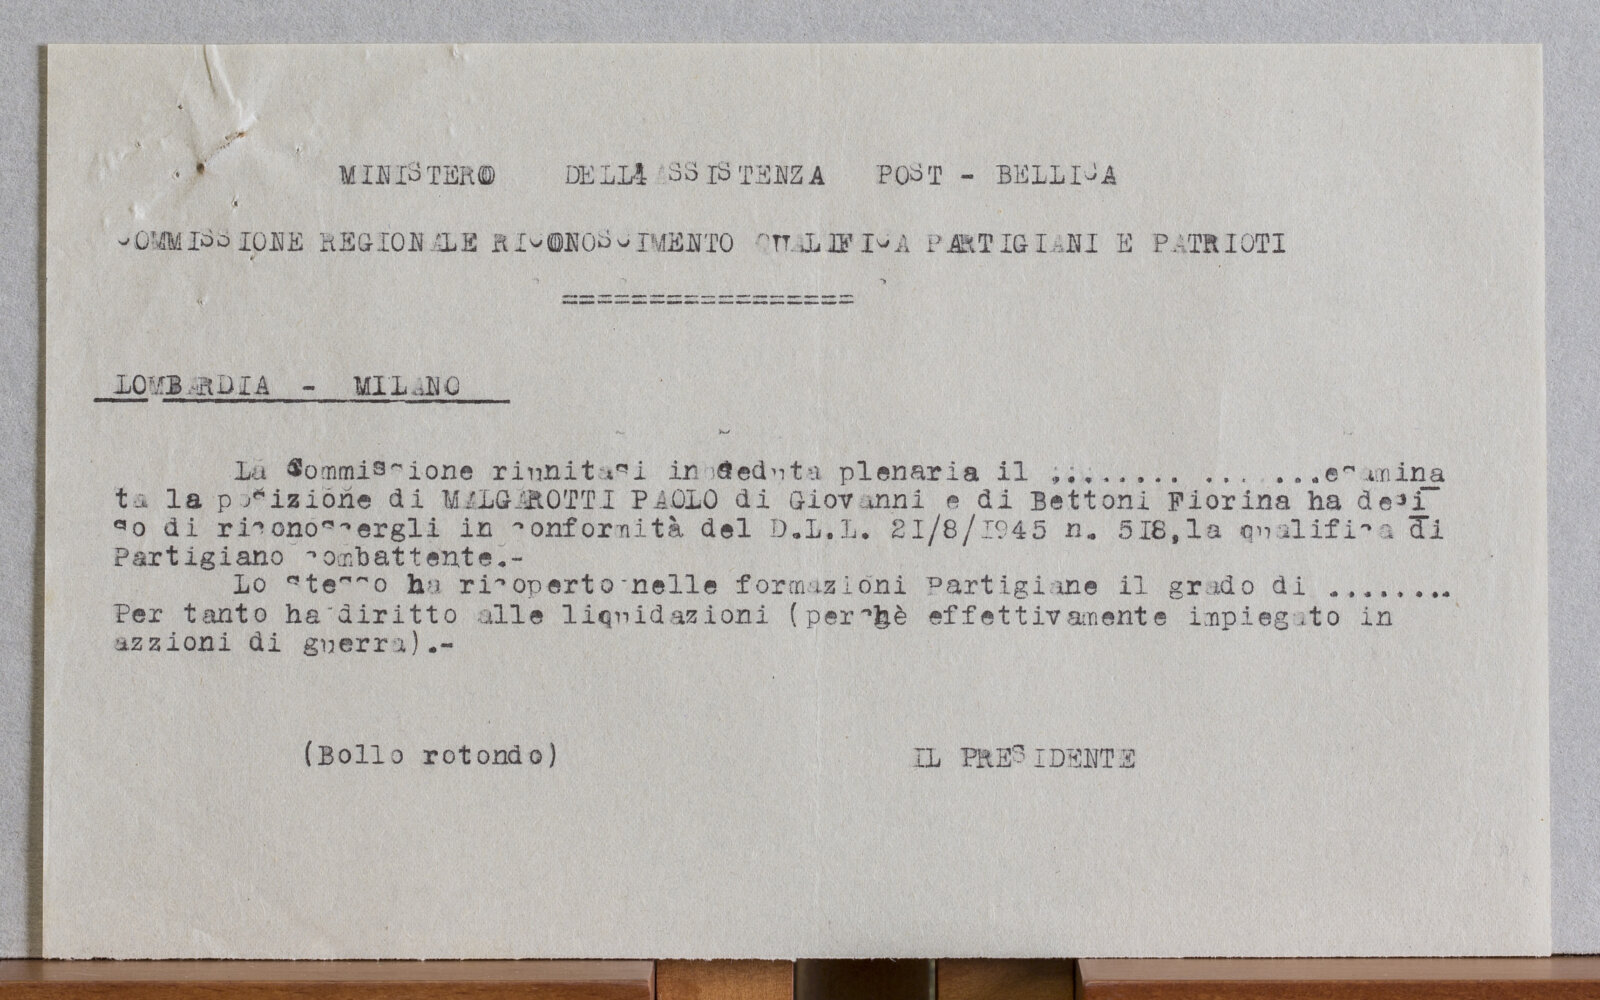 MINISTERO DELL'ASSISTENZA POST - BELLICA
COMMISSIONE REGIONALE RICONOSCIMENTO QUALIFICA PARTIGIANI E PATRIOTI
=================
LOMBARDIA - MILANO
La Commissione riunitasi in seduta plenaria il ;;........ .......esamina
ta la posizione di MALGAROTTI PAOLO di Giovanni e di Bettoni Fiorina ha deci
so di riconoscergli in conformità del D.L.L. 21/8/1945 n. 518,la qualifica di
Partigiano combattente.-
Lo stesso ha ricoperto nelle formazioni Partigiane il grado di ........
Per tanto ha diritto alle liquidazioni (perchè effettivamente impiegato in
azzioni di guerra).-
(Bollo rotondo) IL PRESIDENTE